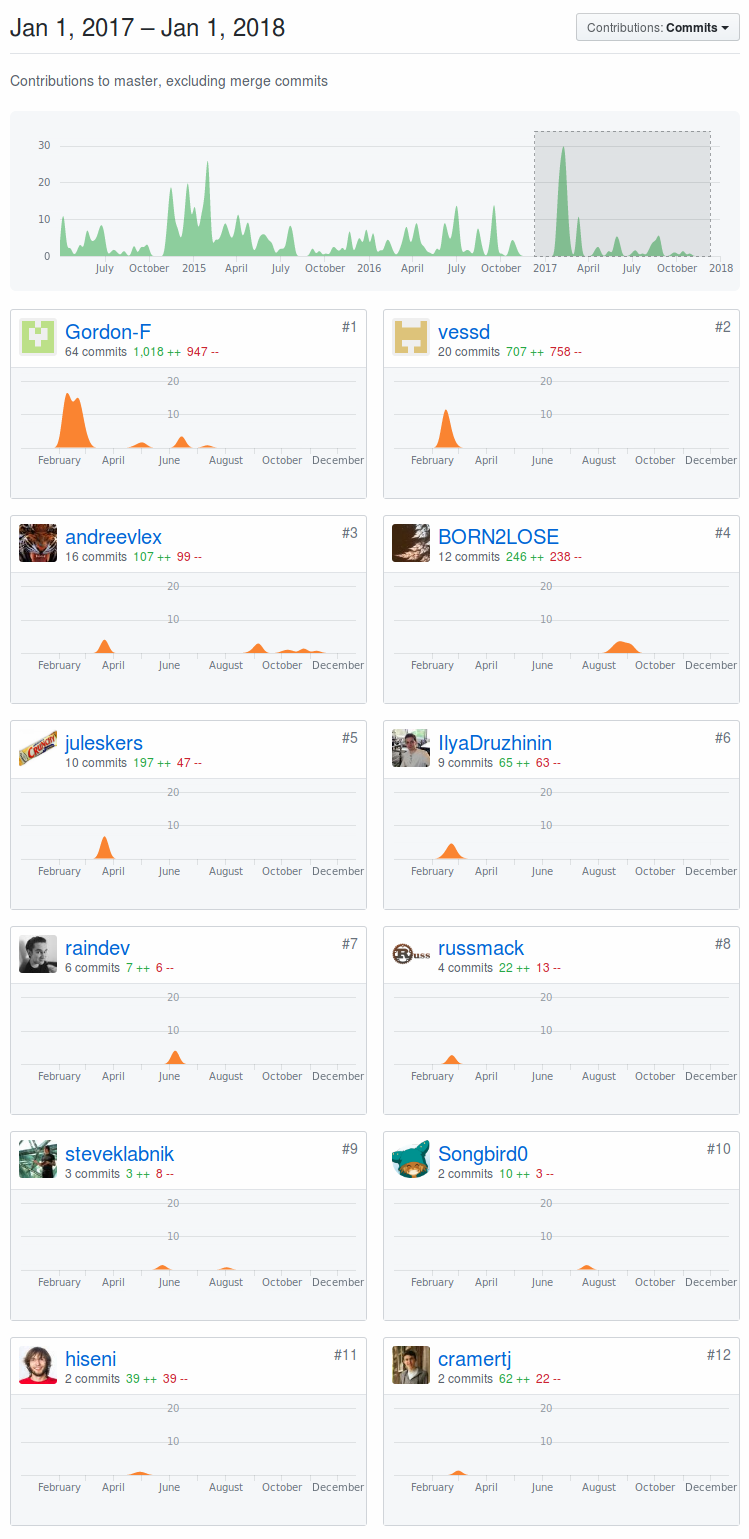 Jan 1, 2017 – Jan 1, 2018
Contributions: Commits
Contributions to master, excluding merge commits
30
20
10
0
July October 2015 April July October 2016 April July October 2017 April July October 2018
Gordon-F #1
64 commits 1,018 ++ 947 --
20
10
February April June August October December
vessd #2
20 commits 707 ++ 758 --
20
10
February April June August October December
andreevlex #3
16 commits 107 ++ 99 --
20
10
February April June August October December
BORN2LOSE #4
12 commits 246 ++ 238 --
20
10
February April June August October December
juleskers #5
10 commits 197 ++ 47 --
20
10
February April June August October December
IlyaDruzhinin #6
9 commits 65 ++ 63 --
20
10
February April June August October December
raindev #7
6 commits 7 ++ 6 --
20
10
February April June August October December
Russ
russmack #8
4 commits 22 ++ 13 --
20
10
February April June August October December
steveklabnik #9
3 commits 3 ++ 8 --
20
10
February April June August October December
Songbird0 #10
2 commits 10 ++ 3 --
20
10
February April June August October December
hiseni #11
2 commits 39 ++ 39 --
20
10
February April June August October December
cramertj #12
2 commits 62 ++ 22 --
20
10
February April June August October December